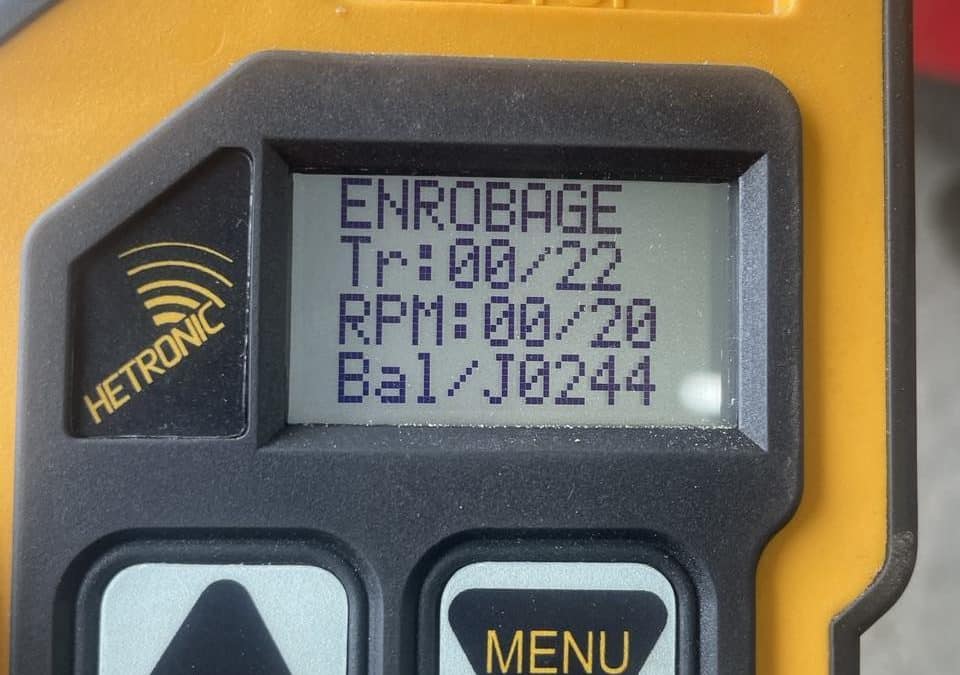 ENROBAGE
Tr:00/22
RPM:00/20
Bal/J0244
HETRONIC
MENU